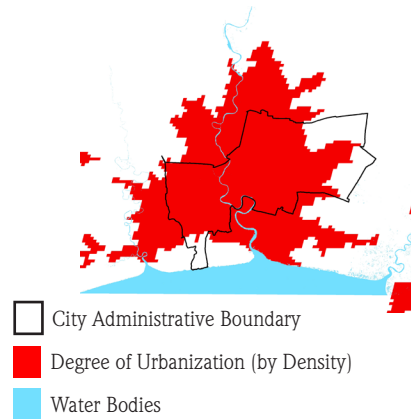 City Administrative Boundary
Degree of Urbanization (by Density)
Water Bodies